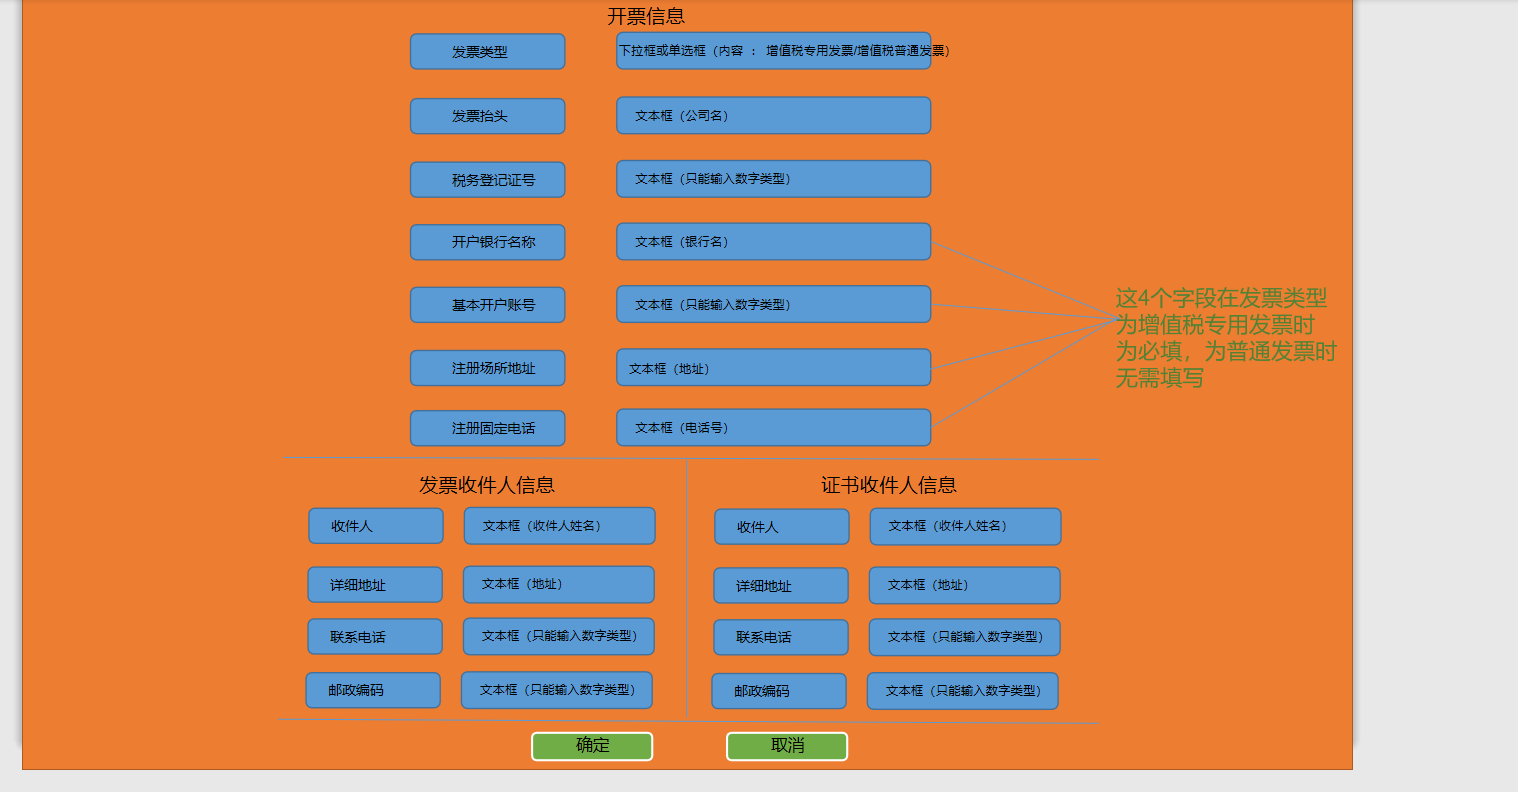 开票信息
发票类型
下拉框或单选框（内容 ： 增值税专用发票/增值税普通发票）
发票抬头
文本框（公司名）
税务登记证号
文本框（只能输入数字类型）
开户银行名称
文本框（银行名）
基本开户账号
文本框（只能输入数字类型）
注册场所地址
文本框（地址）
注册固定电话
文本框（电话号）
这4个字段在发票类型
为增值税专用发票时
为必填，为普通发票时
无需填写
发票收件人信息
收件人
文本框（收件人姓名）
详细地址
文本框（地址）
联系电话
文本框（只能输入数字类型）
邮政编码
文本框（只能输入数字类型）
证书收件人信息
收件人
文本框（收件人姓名）
详细地址
文本框（地址）
联系电话
文本框（只能输入数字类型）
邮政编码
文本框（只能输入数字类型）
确定
取消